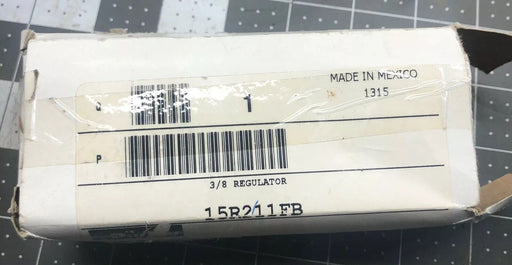 MADE IN MEXICO
1
1315
P
3/8 REGULATOR
15R211FB